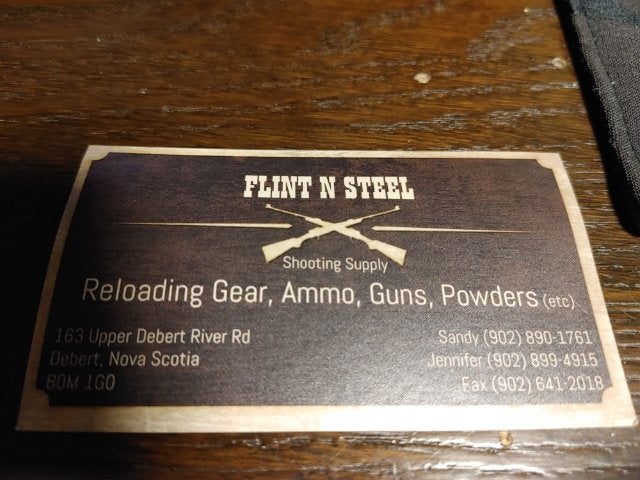 FLINT N STEEL
Shooting Supply
Reloading Gear, Ammo, Guns, Powders (etc)
163 Upper Debert River Rd
Debert, Nova Scotia
B0M 1G0
Sandy (902) 890-1761
Jennifer (902) 899-4915
Fax (902) 641-2018